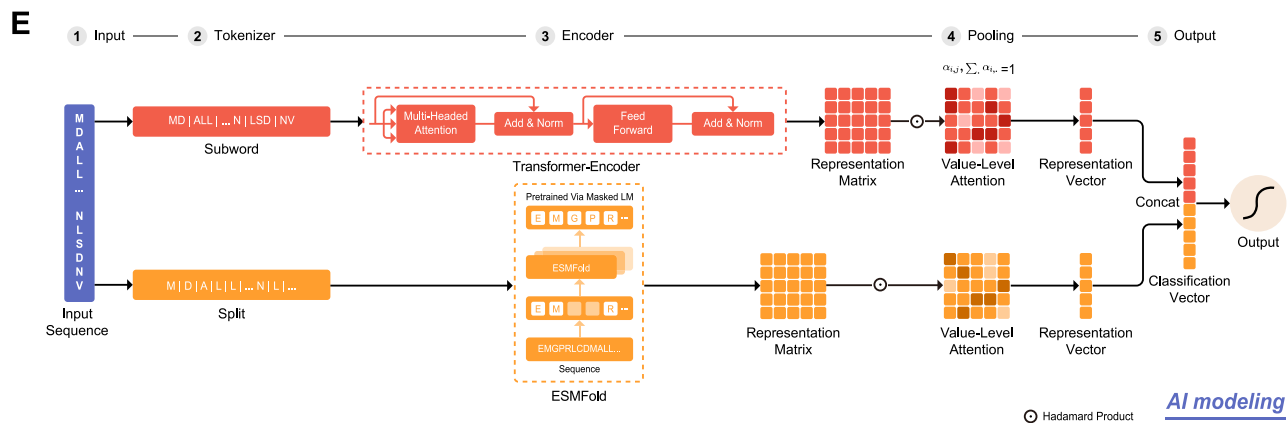 E
1 Input
2 Tokenizer
3 Encoder
4 Pooling
5 Output
α_{i,j}, Σ. α_{i,.} =1
M
D
A
L
L
...
N
L
S
D
N
V
Input
Sequence
MD | ALL | ... N | LSD | NV
Subword
Multi-Headed
Attention
Add & Norm
Feed
Forward
Add & Norm
Transformer-Encoder
Representation
Matrix
Value-Level
Attention
Representation
Vector
Concat
Output
Classification
Vector
M | D | A | L | L | ... N | L | ...
Split
Pretrained Via Masked LM
E M G P R ...
ESMFold
E M R ...
EMGPRLCDMALL...
Sequence
ESMFold
Representation
Matrix
Value-Level
Attention
Representation
Vector
Hadamard Product
AI modeling